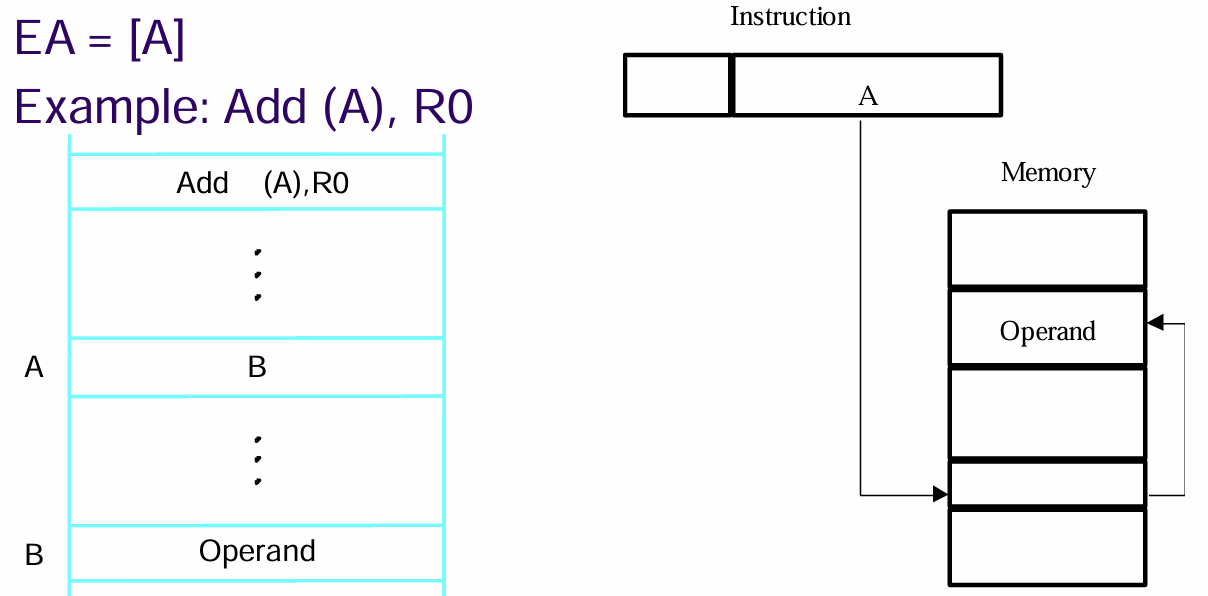 EA = [A]
Example: Add (A), R0
Add (A),R0
A B
B Operand
Instruction
A
Memory
Operand